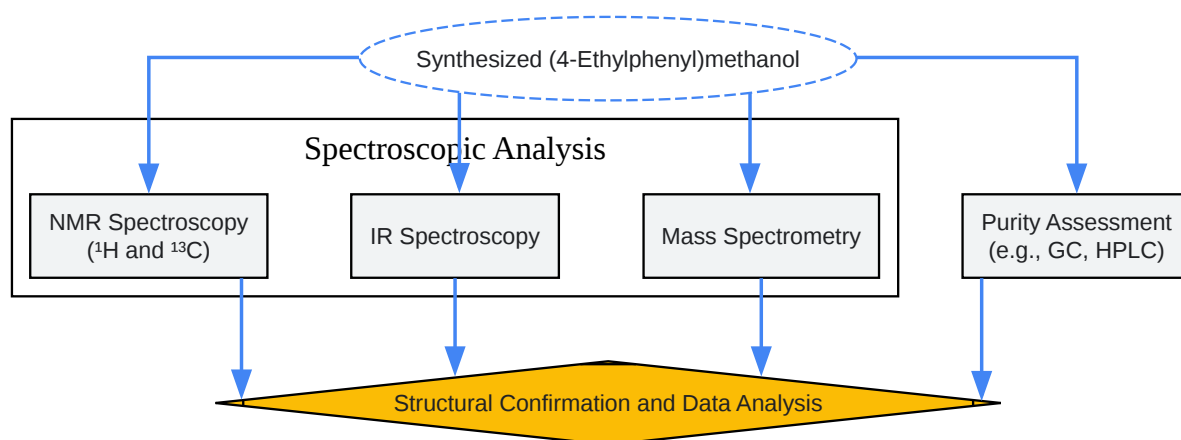 Synthesized (4-Ethylphenyl)methanol
Spectroscopic Analysis
NMR Spectroscopy
(¹H and ¹³C)
IR Spectroscopy
Mass Spectrometry
Purity Assessment
(e.g., GC, HPLC)
Structural Confirmation and Data Analysis